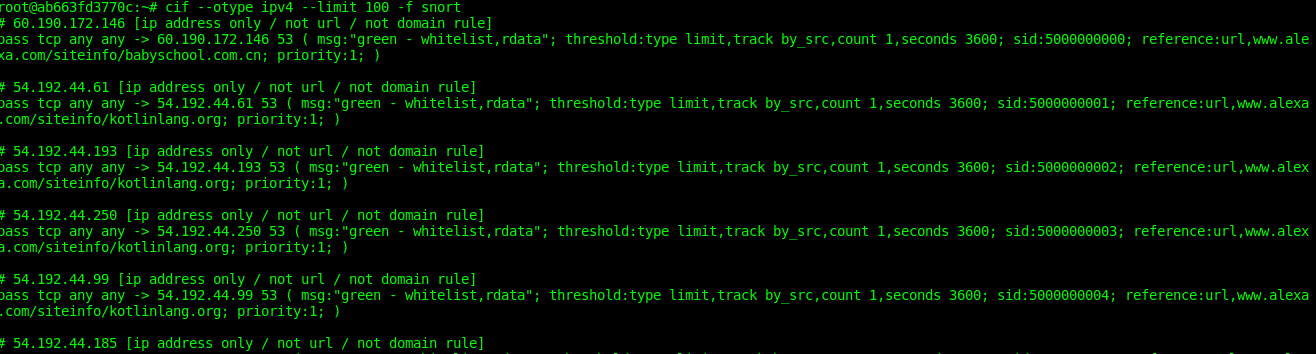 root@ab663fd3770c:~# cif --otype ipv4 --limit 100 -f snort
# 60.190.172.146 [ip address only / not url / not domain rule]
pass tcp any any -> 60.190.172.146 53 ( msg:"green - whitelist,rdata"; threshold:type limit,track by_src,count 1,seconds 3600; sid:5000000000; reference:url,www.ale
xa.com/siteinfo/babyschool.com.cn; priority:1; )
# 54.192.44.61 [ip address only / not url / not domain rule]
pass tcp any any -> 54.192.44.61 53 ( msg:"green - whitelist,rdata"; threshold:type limit,track by_src,count 1,seconds 3600; sid:5000000001; reference:url,www.alexa
.com/siteinfo/kotlinlang.org; priority:1; )
# 54.192.44.193 [ip address only / not url / not domain rule]
pass tcp any any -> 54.192.44.193 53 ( msg:"green - whitelist,rdata"; threshold:type limit,track by_src,count 1,seconds 3600; sid:5000000002; reference:url,www.alex
a.com/siteinfo/kotlinlang.org; priority:1; )
# 54.192.44.250 [ip address only / not url / not domain rule]
pass tcp any any -> 54.192.44.250 53 ( msg:"green - whitelist,rdata"; threshold:type limit,track by_src,count 1,seconds 3600; sid:5000000003; reference:url,www.alex
a.com/siteinfo/kotlinlang.org; priority:1; )
# 54.192.44.99 [ip address only / not url / not domain rule]
pass tcp any any -> 54.192.44.99 53 ( msg:"green - whitelist,rdata"; threshold:type limit,track by_src,count 1,seconds 3600; sid:5000000004; reference:url,www.alexa
.com/siteinfo/kotlinlang.org; priority:1; )
# 54.192.44.185 [ip address only / not url / not domain rule]